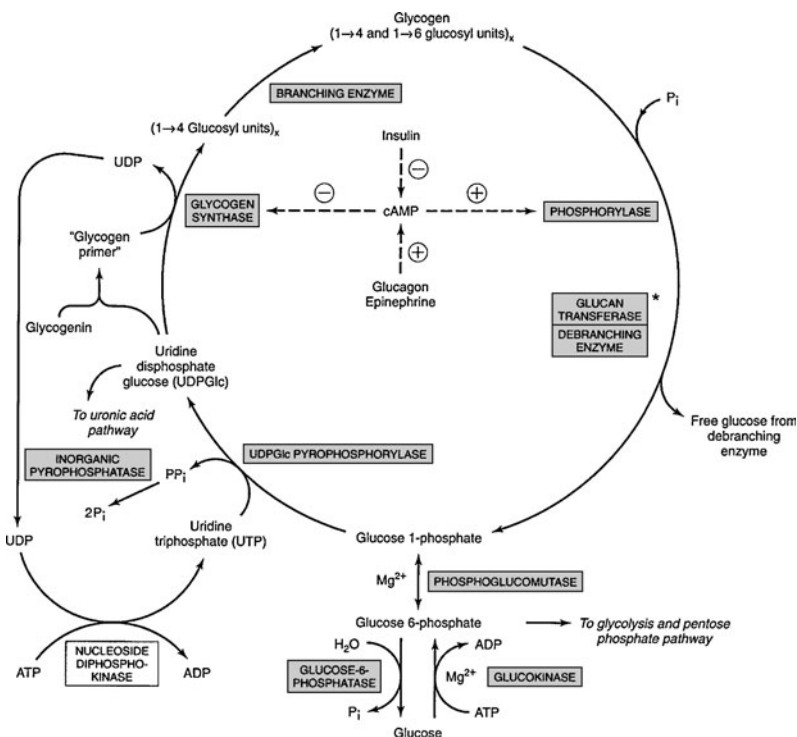 Glycogen
(1→4 and 1→6 glucosyl units)x
BRANCHING ENZYME
Pi
(1→4 Glucosyl units)x
Insulin
UDP
−
GLYCOGEN
SYNTHASE
−
cAMP
+
PHOSPHORYLASE
"Glycogen
primer"
+
Glucagon
Epinephrine
GLUCAN
TRANSFERASE
*
DEBRANCHING
ENZYME
Glycogenin
Uridine
disphosphate
glucose (UDPGlc)
To uronic acid
pathway
Free glucose from
debranching
enzyme
INORGANIC
PYROPHOSPHATASE
UDPGlc PYROPHOSPHORYLASE
PPi
2Pi
UDP
Uridine
triphosphate (UTP)
Glucose 1-phosphate
Mg2+
PHOSPHOGLUCOMUTASE
Glucose 6-phosphate
To glycolysis and pentose
phosphate pathway
H2O
ADP
NUCLEOSIDE
DIPHOSPHO-
KINASE
ATP
ADP
GLUCOSE-6-
PHOSPHATASE
Mg2+
GLUCOKINASE
Pi
ATP
Glucose